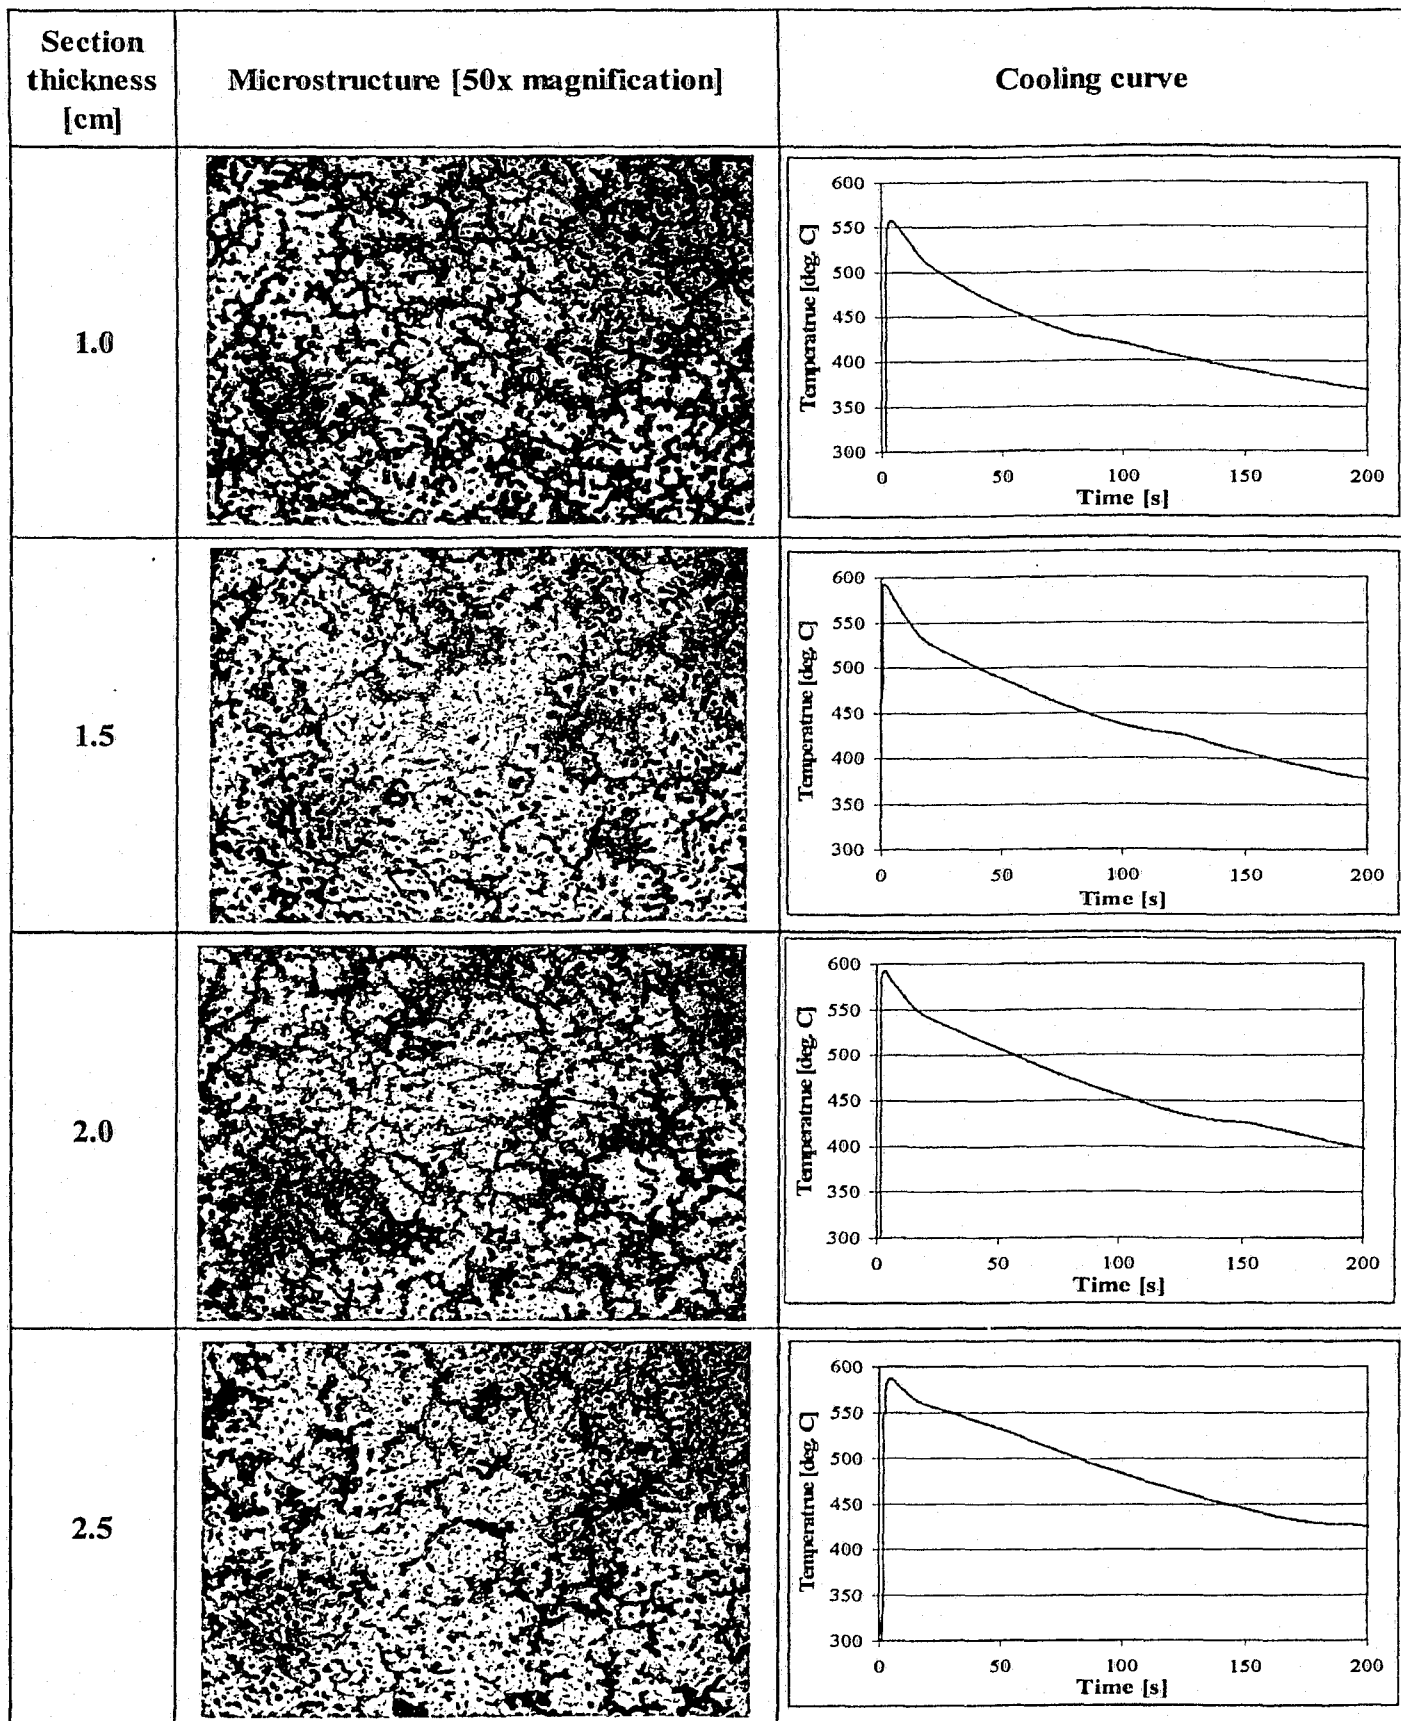 Section
thickness
[cm]
Microstructure [50x magnification]
Cooling curve
1.0
600
550
500
450
400
350
300
Temperatrue [deg. C]
0 50 100 150 200
Time [s]
1.5
600
550
500
450
400
350
300
Temperatrue [deg. C]
0 50 100 150 200
Time [s]
2.0
600
550
500
450
400
350
300
Temperatrue [deg. C]
0 50 100 150 200
Time [s]
2.5
600
550
500
450
400
350
300
Temperatrue [deg. C]
0 50 100 150 200
Time [s]